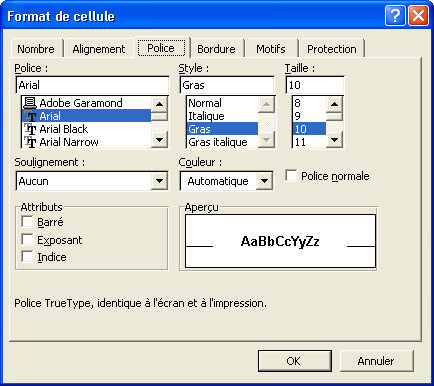 Format de cellule
Nombre Alignement Police Bordure Motifs Protection
Police : Style : Taille :
Arial Gras 10
Adobe Garamond Normal 8
Arial Italique 9
Arial Black Gras 10
Arial Narrow Gras italique 11
Soulignement : Couleur :
Aucun Automatique Police normale
Attributs Aperçu
Barré
Exposant AaBbCcYyZz
Indice
Police TrueType, identique à l'écran et à l'impression.
OK Annuler